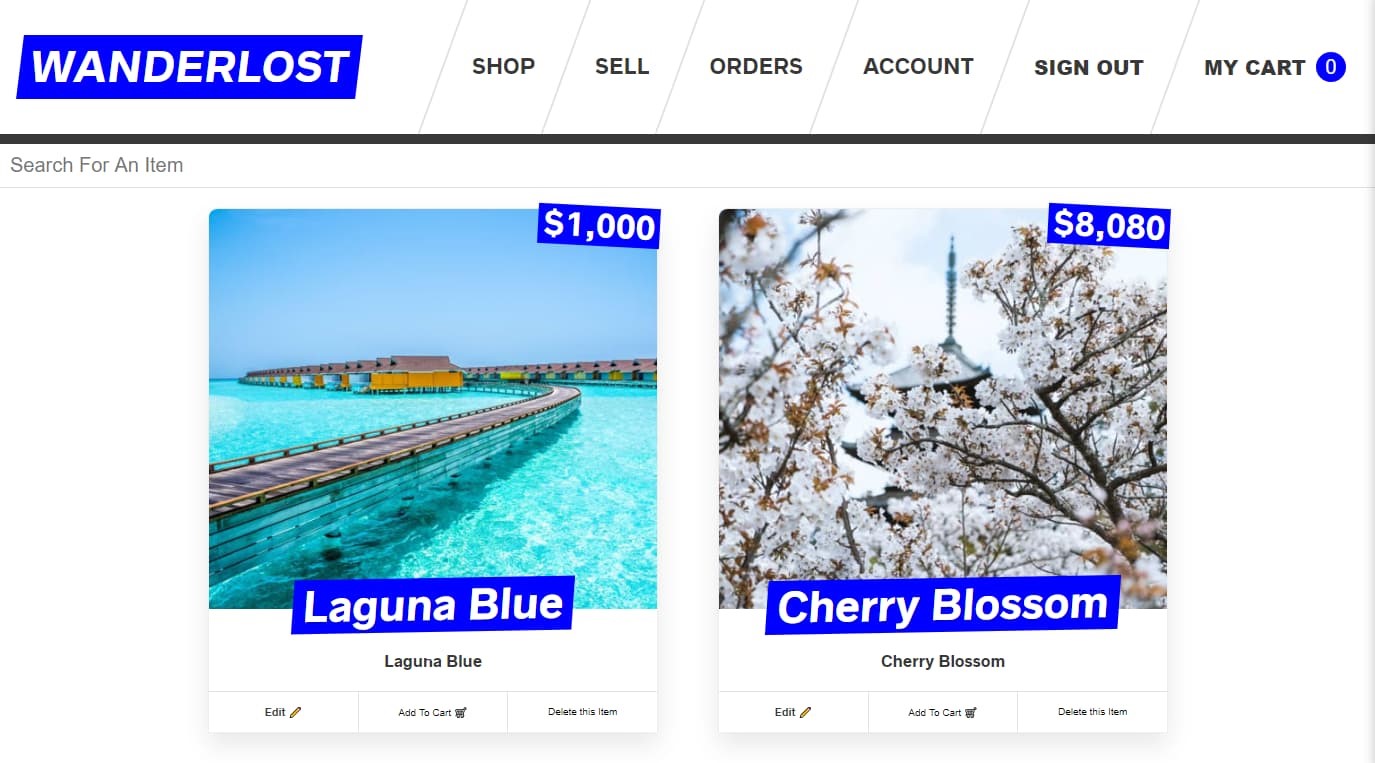 WANDERLOST
SHOP
SELL
ORDERS
ACCOUNT
SIGN OUT
MY CART 0
Search For An Item
$1,000
Laguna Blue
Laguna Blue
Edit
Add To Cart
Delete this Item
$8,080
Cherry Blossom
Cherry Blossom
Edit
Add To Cart
Delete this Item